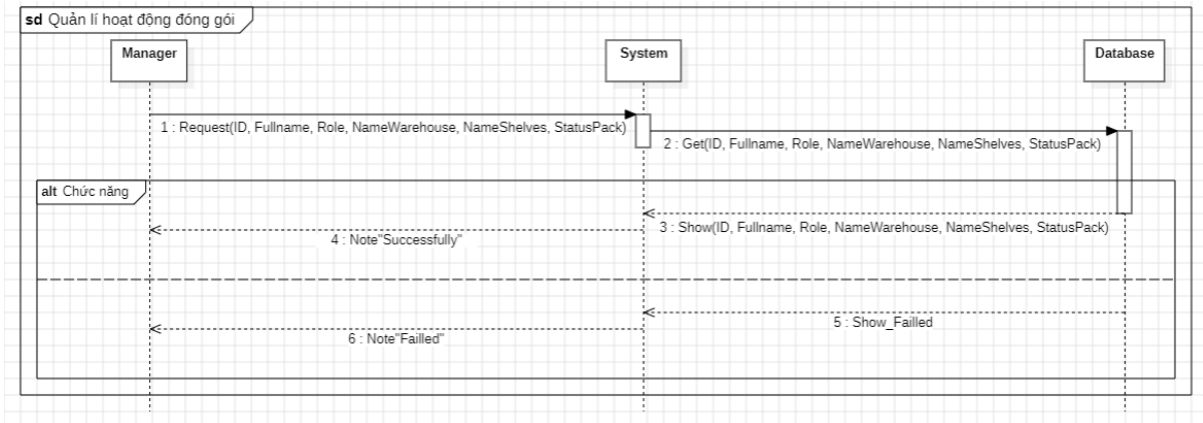 sd Quản lí hoạt động đóng gói
Manager
System
Database
1 : Request(ID, Fullname, Role, NameWarehouse, NameShelves, StatusPack)
2 : Get(ID, Fullname, Role, NameWarehouse, NameShelves, StatusPack)
alt Chức năng
3 : Show(ID, Fullname, Role, NameWarehouse, NameShelves, StatusPack)
4 : Note"Successfully"
5 : Show_Failled
6 : Note"Failled"